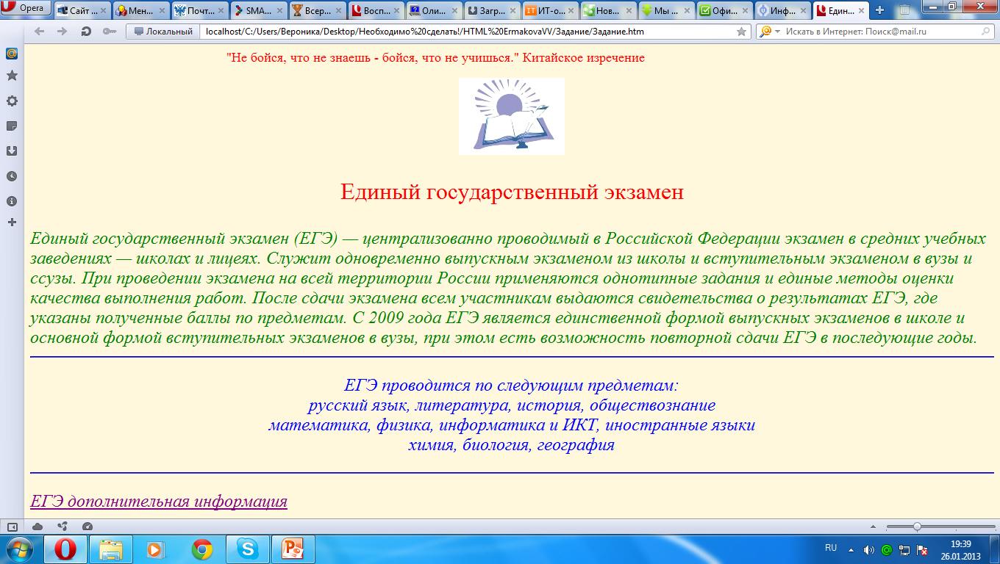 Opera
Сайт ...
Мен...
Почт...
SMA...
Всер...
Восп...
Оли...
Загр...
ИТ-о...
Нов...
Мы ...
Офи...
Инф...
Един...
Локальный
localhost/C:/Users/Вероника/Desktop/Необходимо%20сделать!/HTML%20ErmakovaVV/Задание/Задание.htm
Искать в Интернет: Поиск@mail.ru
"Не бойся, что не знаешь - бойся, что не учишься." Китайское изречение
Единый государственный экзамен
Единый государственный экзамен (ЕГЭ) — централизованно проводимый в Российской Федерации экзамен в средних учебных
заведениях — школах и лицеях. Служит одновременно выпускным экзаменом из школы и вступительным экзаменом в вузы и
ссузы. При проведении экзамена на всей территории России применяются однотипные задания и единые методы оценки
качества выполнения работ. После сдачи экзамена всем участникам выдаются свидетельства о результатах ЕГЭ, где
указаны полученные баллы по предметам. С 2009 года ЕГЭ является единственной формой выпускных экзаменов в школе и
основной формой вступительных экзаменов в вузы, при этом есть возможность повторной сдачи ЕГЭ в последующие годы.
ЕГЭ проводится по следующим предметам:
русский язык, литература, история, обществознание
математика, физика, информатика и ИКТ, иностранные языки
химия, биология, география
ЕГЭ дополнительная информация
RU
19:39
26.01.2013